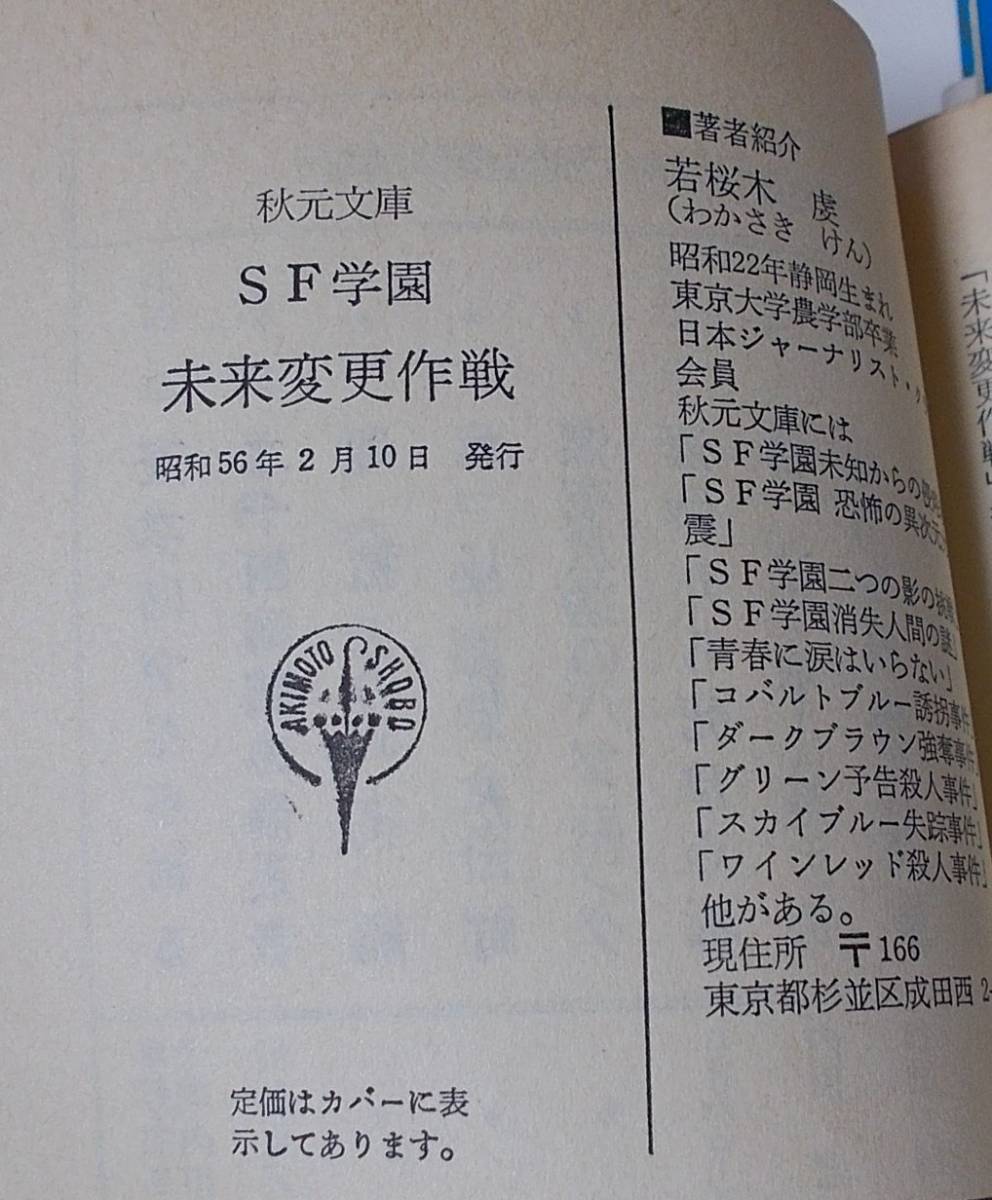 秋元文庫
SF学園
未来変更作戦
昭和56年2月10日 発行
AKIMOTO SHOBO
定価はカバーに表
示してあります。
■著者紹介
若桜木 虔
(わかさき けん)
昭和22年静岡生まれ
東京大学農学部卒業
日本ジャーナリスト・
会員
秋元文庫には
「SF学園未知からの
「SF学園 恐怖の異次元
震」
「SF学園二つの影の挑戦
「SF学園消失人間の謎」
「青春に涙はいらない」
「コバルトブルー誘拐事件
「ダークブラウン強奪事件」
「グリーン予告殺人事件」
「スカイブルー失踪事件」
「ワインレッド殺人事件」
他がある。
現住所 〒166
東京都杉並区成田西 2-
「未来変更作戦」